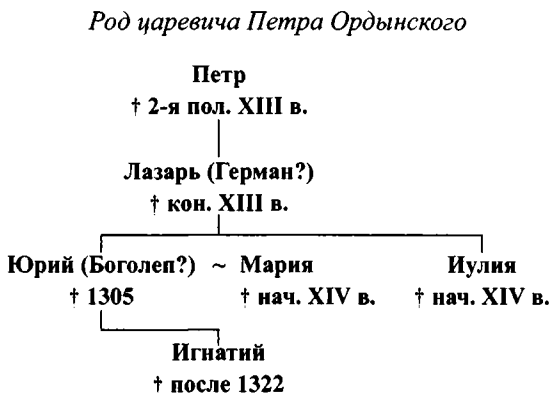 Род царевича Петра Ордынского
Петр
† 2-я пол. XIII в.
Лазарь (Герман?)
† кон. XIII в.
Юрий (Боголеп?) ~ Мария Иулия
† 1305 † нач. XIV в. † нач. XIV в.
Игнатий
† после 1322